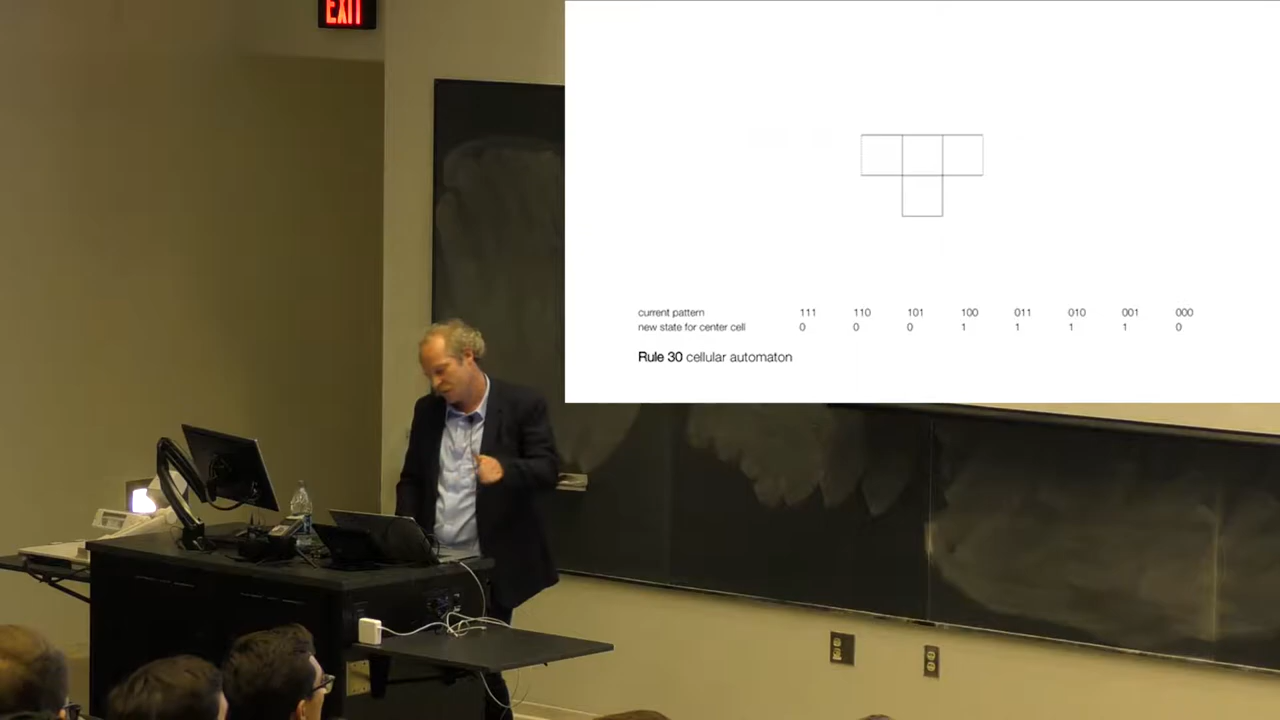 EXIT
current pattern 111 110 101 100 011 010 001 000
new state for center cell 0 0 0 1 1 1 1 0
Rule 30 cellular automaton